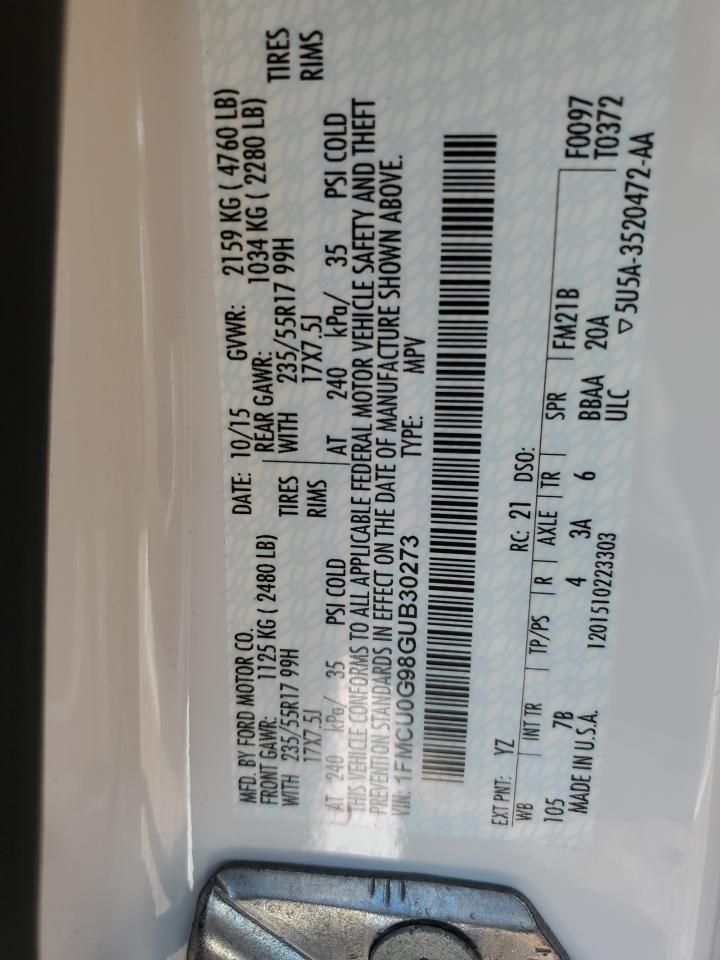 MFD. BY FORD MOTOR CO.
DATE: 10/15 GVWR: 2159 KG ( 4760 LB)
FRONT GAWR: 1125 KG ( 2480 LB) REAR GAWR: 1034 KG ( 2280 LB)
WITH 235/55R17 99H TIRES WITH 235/55R17 99H TIRES
17X7.5J RIMS 17X7.5J RIMS
AT 240 kPa/ 35 PSI COLD AT 240 kPa/ 35 PSI COLD
THIS VEHICLE CONFORMS TO ALL APPLICABLE FEDERAL MOTOR VEHICLE SAFETY AND THEFT
PREVENTION STANDARDS IN EFFECT ON THE DATE OF MANUFACTURE SHOWN ABOVE.
VIN: 1FMCU0G98GUB30273 TYPE: MPV
EXT PNT: YZ RC: 21 DSO: F0097
WB INT TR TP/PS R AXLE TR SPR FM21B T0372
105 7B 4 3A 6 BBAA 20A
MADE IN U.S.A. 1201510223303 ULC ▽5U5A-3520472-AA